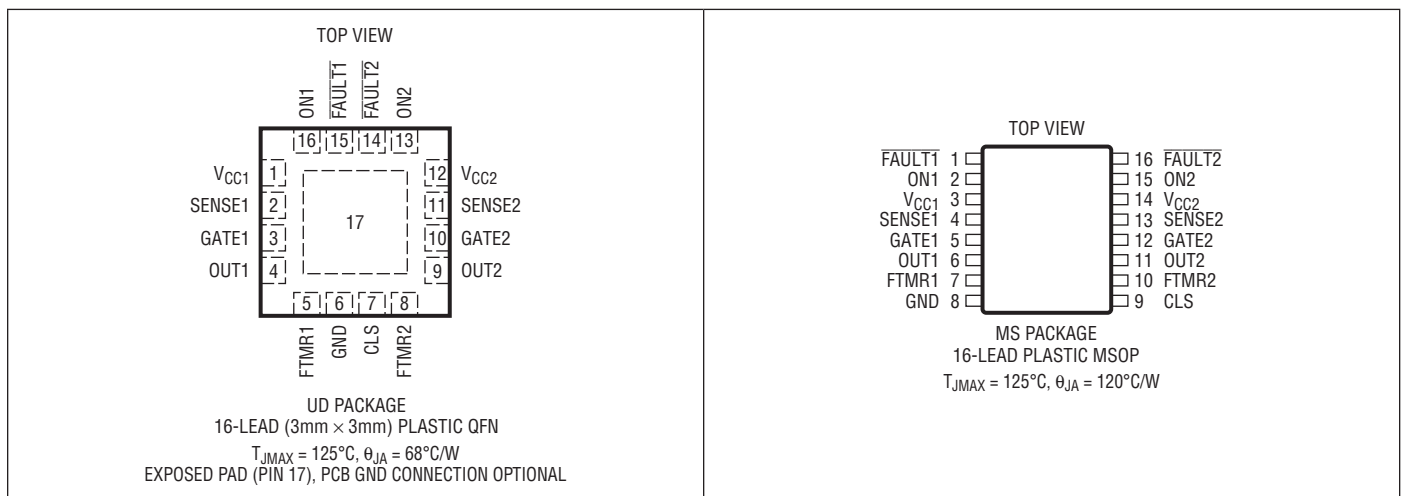 TOP VIEW
ON1
FAULT1
FAULT2
ON2
16 15 14 13
VCC1 1 12 VCC2
SENSE1 2 11 SENSE2
17
GATE1 3 10 GATE2
OUT1 4 9 OUT2
5 6 7 8
FTMR1
GND
CLS
FTMR2
UD PACKAGE
16-LEAD (3mm × 3mm) PLASTIC QFN
TJMAX = 125°C, θJA = 68°C/W
EXPOSED PAD (PIN 17), PCB GND CONNECTION OPTIONAL
TOP VIEW
FAULT1 1 16 FAULT2
ON1 2 15 ON2
VCC1 3 14 VCC2
SENSE1 4 13 SENSE2
GATE1 5 12 GATE2
OUT1 6 11 OUT2
FTMR1 7 10 FTMR2
GND 8 9 CLS
MS PACKAGE
16-LEAD PLASTIC MSOP
TJMAX = 125°C, θJA = 120°C/W